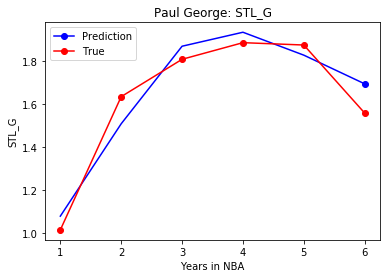 Paul George: STL_G
Prediction
True
1.8
1.6
1.4
1.2
1.0
STL_G
1 2 3 4 5 6
Years in NBA